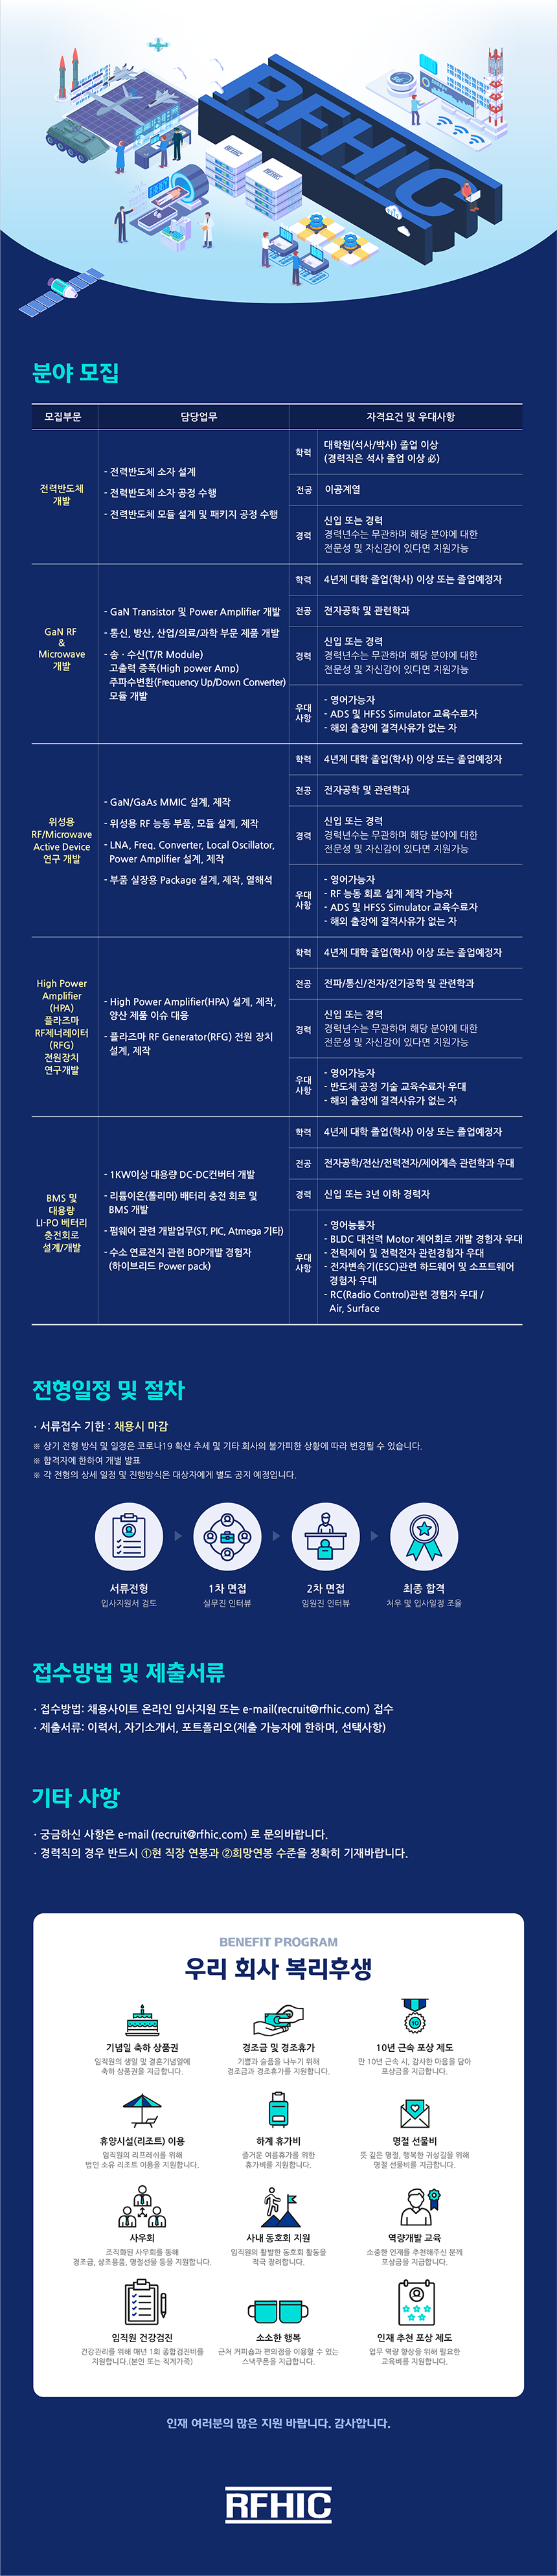 RFHIC
분야 모집
모집부문
담당업무
자격요건 및 우대사항
전력반도체
개발
- 전력반도체 소자 설계
- 전력반도체 소자 공정 수행
- 전력반도체 모듈 설계 및 패키지 공정 수행
학력
대학원(석사/박사) 졸업 이상
(경력직은 석사 졸업 이상 必)
전공
이공계열
경력
신입 또는 경력
경력년수는 무관하며 해당 분야에 대한
전문성 및 자신감이 있다면 지원가능
GaN RF
&
Microwave
개발
- GaN Transistor 및 Power Amplifier 개발
- 통신, 방산, 산업/의료/과학 부문 제품 개발
- 송 · 수신(T/R Module)
고출력 증폭(High power Amp)
주파수변환(Frequency Up/Down Converter)
모듈 개발
학력
4년제 대학 졸업(학사) 이상 또는 졸업예정자
전공
전자공학 및 관련학과
경력
신입 또는 경력
경력년수는 무관하며 해당 분야에 대한
전문성 및 자신감이 있다면 지원가능
우대
사항
- 영어가능자
- ADS 및 HFSS Simulator 교육수료자
- 해외 출장에 결격사유가 없는 자
위성용
RF/Microwave
Active Device
연구 개발
- GaN/GaAs MMIC 설계, 제작
- 위성용 RF 능동 부품, 모듈 설계, 제작
- LNA, Freq. Converter, Local Oscillator,
Power Amplifier 설계, 제작
- 부품 실장용 Package 설계, 제작, 열해석
학력
4년제 대학 졸업(학사) 이상 또는 졸업예정자
전공
전자공학 및 관련학과
경력
신입 또는 경력
경력년수는 무관하며 해당 분야에 대한
전문성 및 자신감이 있다면 지원가능
우대
사항
- 영어가능자
- RF 능동 회로 설계 제작 가능자
- ADS 및 HFSS Simulator 교육수료자
- 해외 출장에 결격사유가 없는 자
High Power
Amplifier
(HPA)
플라즈마
RF제너레이터
(RFG)
전원장치
연구개발
- High Power Amplifier(HPA) 설계, 제작,
양산 제품 이슈 대응
- 플라즈마 RF Generator(RFG) 전원 장치
설계, 제작
학력
4년제 대학 졸업(학사) 이상 또는 졸업예정자
전공
전파/통신/전자/전기공학 및 관련학과
경력
신입 또는 경력
경력년수는 무관하며 해당 분야에 대한
전문성 및 자신감이 있다면 지원가능
우대
사항
- 영어가능자
- 반도체 공정 기술 교육수료자 우대
- 해외 출장에 결격사유가 없는 자
BMS 및
대용량
LI-PO 베터리
충전회로
설계/개발
- 1KW이상 대용량 DC-DC컨버터 개발
- 리튬이온(폴리머) 배터리 충전 회로 및
BMS 개발
- 펌웨어 관련 개발업무(ST, PIC, Atmega 기타)
- 수소 연료전지 관련 BOP개발 경험자
(하이브리드 Power pack)
학력
4년제 대학 졸업(학사) 이상 또는 졸업예정자
전공
전자공학/전산/전력전자/제어계측 관련학과 우대
경력
신입 또는 3년 이하 경력자
우대
사항
- 영어능통자
- BLDC 대전력 Motor 제어회로 개발 경험자 우대
- 전력제어 및 전력전자 관련경험자 우대
- 전자변속기(ESC)관련 하드웨어 및 소프트웨어
경험자 우대
- RC(Radio Control)관련 경험자 우대 /
Air, Surface
전형일정 및 절차
· 서류접수 기한 : 채용시 마감
※ 상기 전형 방식 및 일정은 코로나19 확산 추세 및 기타 회사의 불가피한 상황에 따라 변경될 수 있습니다.
※ 합격자에 한하여 개별 발표
※ 각 전형의 상세 일정 및 진행방식은 대상자에게 별도 공지 예정입니다.
서류전형
입사지원서 검토
1차 면접
실무진 인터뷰
2차 면접
임원진 인터뷰
최종 합격
처우 및 입사일정 조율
접수방법 및 제출서류
· 접수방법: 채용사이트 온라인 입사지원 또는 e-mail(recruit@rfhic.com) 접수
· 제출서류: 이력서, 자기소개서, 포트폴리오(제출 가능자에 한하며, 선택사항)
기타 사항
· 궁금하신 사항은 e-mail (recruit@rfhic.com) 로 문의바랍니다.
· 경력직의 경우 반드시 ①현 직장 연봉과 ②희망연봉 수준을 정확히 기재바랍니다.
BENEFIT PROGRAM
우리 회사 복리후생
기념일 축하 상품권
임직원의 생일 및 결혼기념일에
축하 상품권을 지급합니다.
경조금 및 경조휴가
기쁨과 슬픔을 나누기 위해
경조금과 경조휴가를 지원합니다.
10
10년 근속 포상 제도
만 10년 근속 시, 감사한 마음을 담아
포상금을 지급합니다.
휴양시설(리조트) 이용
임직원의 리프레쉬를 위해
법인 소유 리조트 이용을 지원합니다.
하계 휴가비
즐거운 여름휴가를 위한
휴가비를 지원합니다.
명절 선물비
뜻 깊은 명절, 행복한 귀성길을 위해
명절 선물비를 지급합니다.
사우회
조직화된 사우회를 통해
경조금, 상조용품, 명절선물 등을 지원합니다.
사내 동호회 지원
임직원의 활발한 동호회 활동을
적극 장려합니다.
역량개발 교육
소중한 인재를 추천해주신 분께
포상금을 지급합니다.
임직원 건강검진
건강관리를 위해 매년 1회 종합검진비를
지원합니다.(본인 또는 직계가족)
소소한 행복
근처 커피숍과 편의점을 이용할 수 있는
스낵쿠폰을 지급합니다.
인재 추천 포상 제도
업무 역량 향상을 위해 필요한
교육비를 지원합니다.
인재 여러분의 많은 지원 바랍니다. 감사합니다.
RFHIC